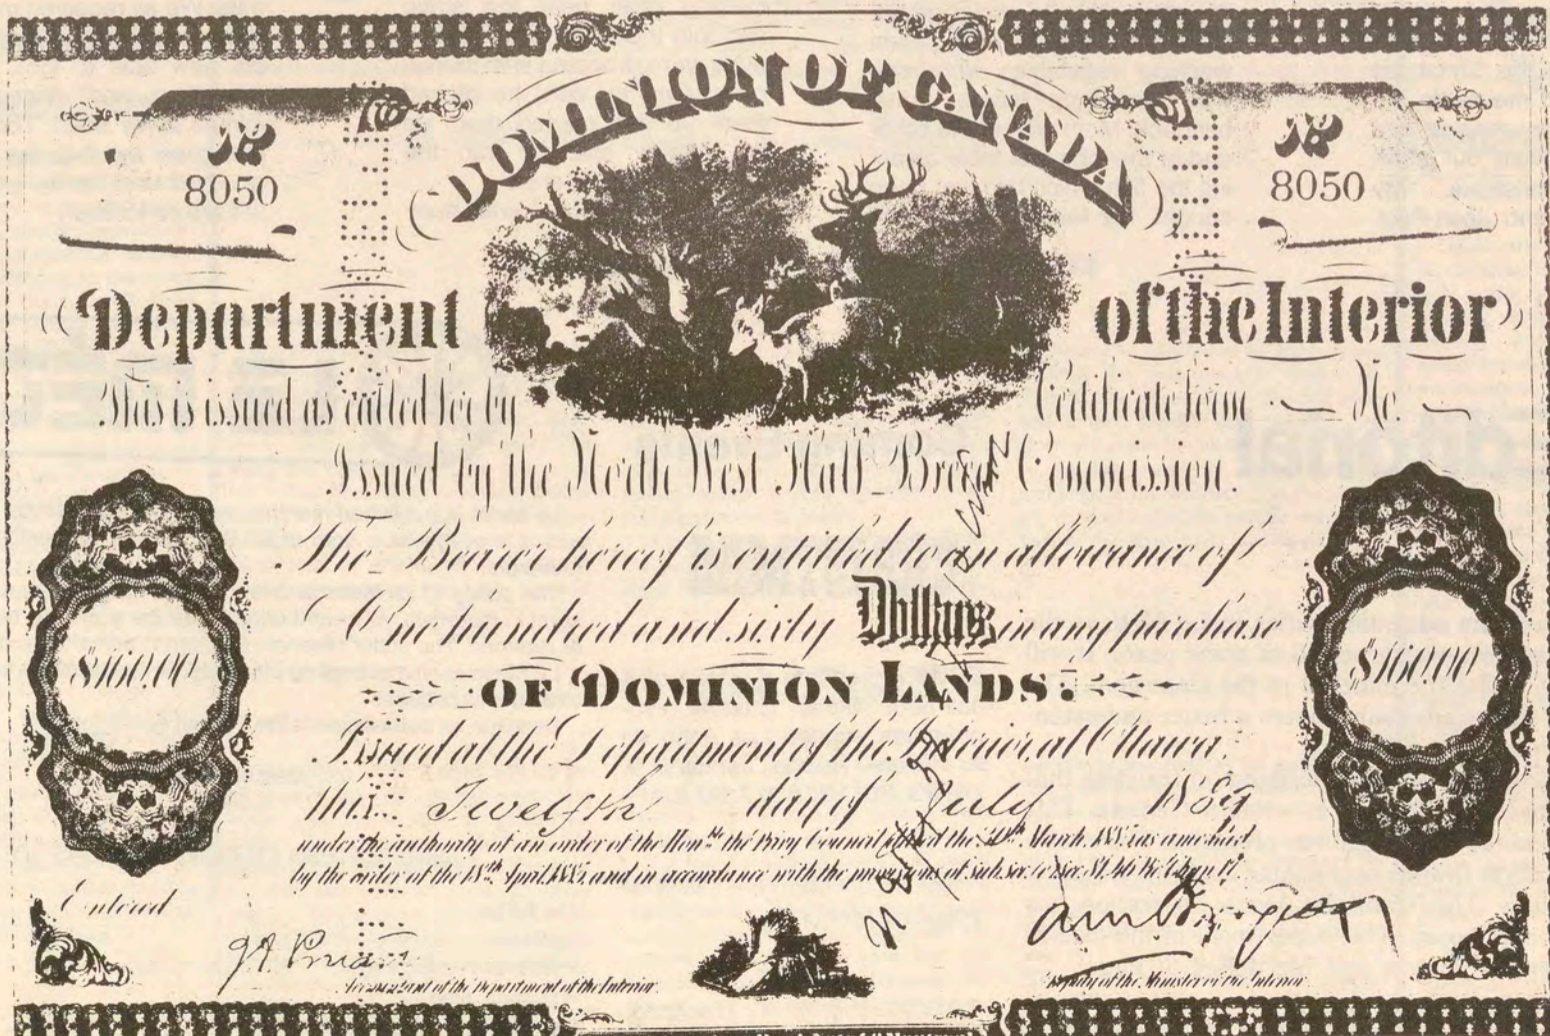 DOMINION OF CANADA
No 8050
No 8050
Department of the Interior
This is issued as called for by Certificate form — No. —
Issued by the North West Half-Breed Commission.
The Bearer hereof is entitled to an allowance of
One hundred and sixty Dollars in any purchase
OF DOMINION LANDS.
$160.00
$160.00
Issued at the Department of the Interior at Ottawa,
this Twelfth day of July 1889
under the authority of an order of the Honble the Privy Council dated the 30th March, 1885, as amended
by the order of the 18th April, 1885, and in accordance with the provisions of sub sec.
Entered
Accountant of the Department of the Interior
Deputy of the Minister of the Interior